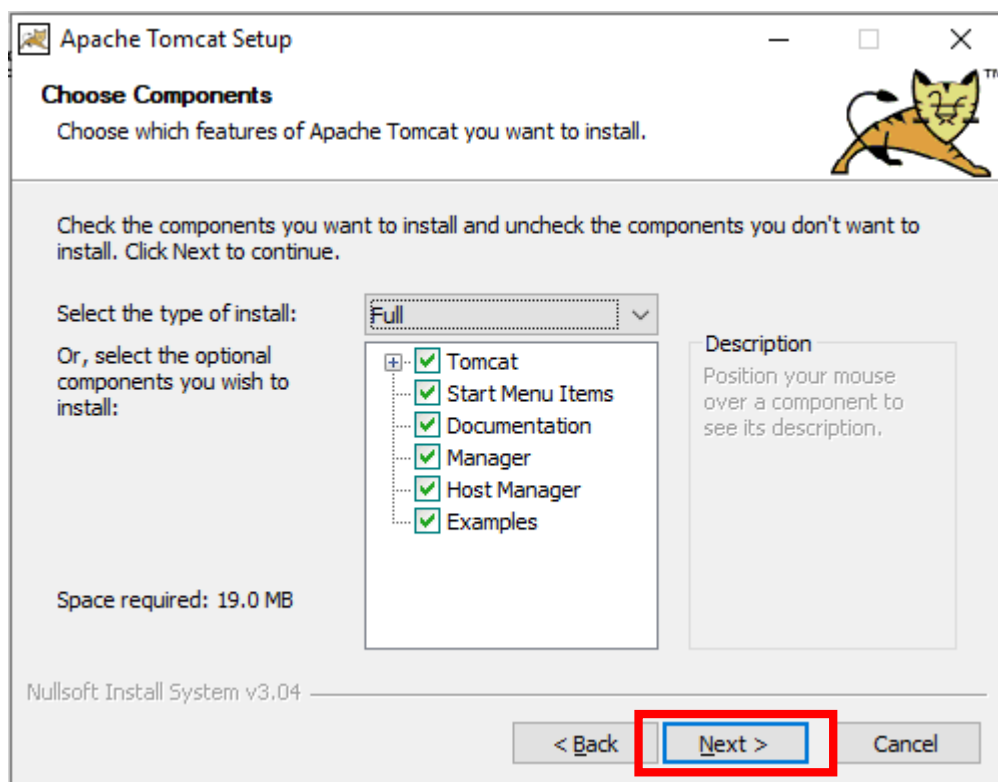 Apache Tomcat Setup
Choose Components
Choose which features of Apache Tomcat you want to install.
TM
Check the components you want to install and uncheck the components you don't want to
install. Click Next to continue.
Select the type of install:
Full
Or, select the optional
components you wish to
install:
Tomcat
Start Menu Items
Documentation
Manager
Host Manager
Examples
Description
Position your mouse
over a component to
see its description.
Space required: 19.0 MB
Nullsoft Install System v3.04
< Back
Next >
Cancel